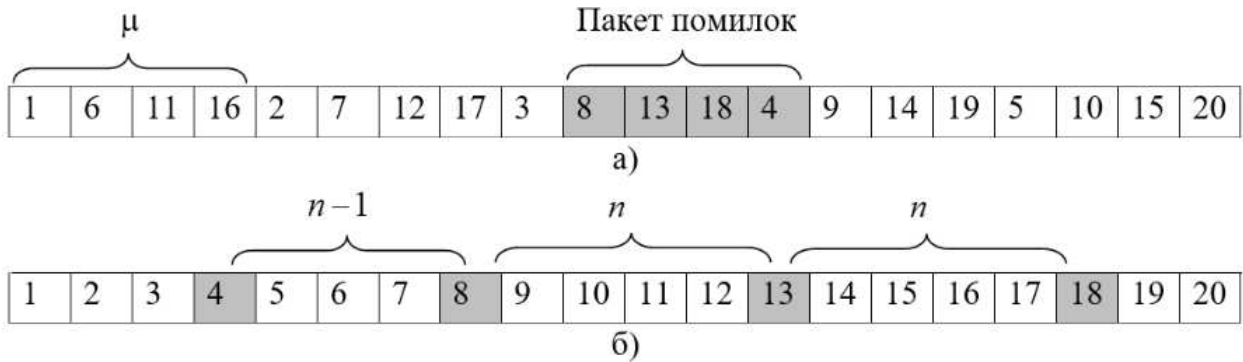 μ Пакет помилок
1 6 11 16 2 7 12 17 3 8 13 18 4 9 14 19 5 10 15 20
а)
n – 1 n n
1 2 3 4 5 6 7 8 9 10 11 12 13 14 15 16 17 18 19 20
б)